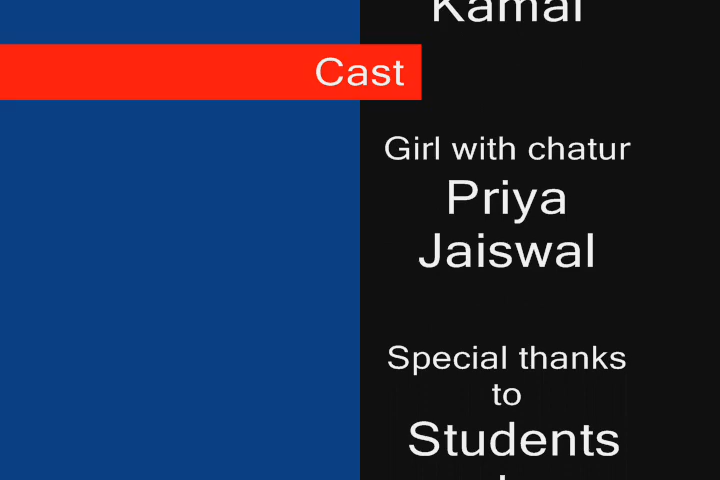 Kamal
Cast
Girl with chatur
Priya
Jaiswal
Special thanks
to
Students